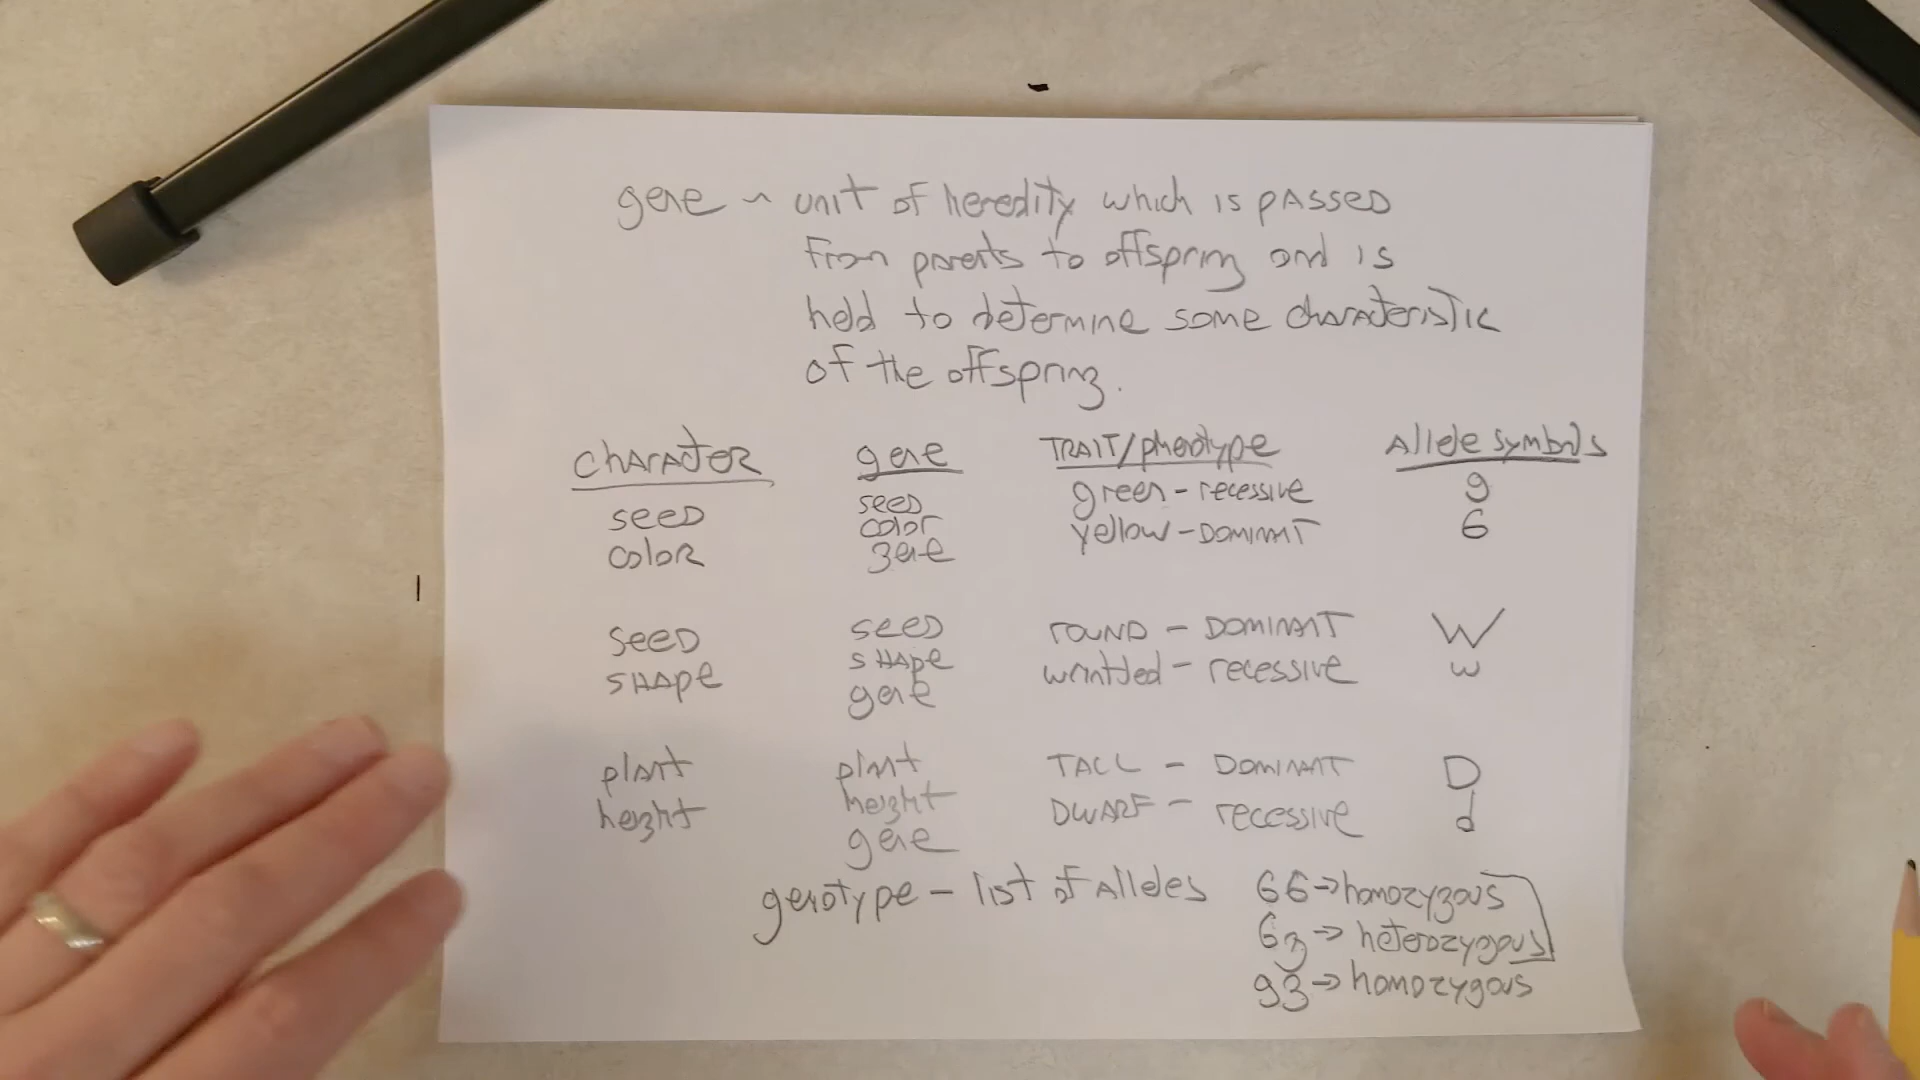 gene ~ unit of heredity which is passed
from parents to offspring and is
held to determine some characteristic
of the offspring.
character gene TRAIT/phenotype Allele symbols
seed color seed color gene green - recessive g
yellow - DOMINANT G
seed shape seed shape gene round - DOMINANT W
wrinkled - recessive w
plant height plant height gene TALL - DOMINANT D
DWARF - recessive d
genotype - list of Alleles GG → homozygous
Gg → heterozygous
gg → homozygous